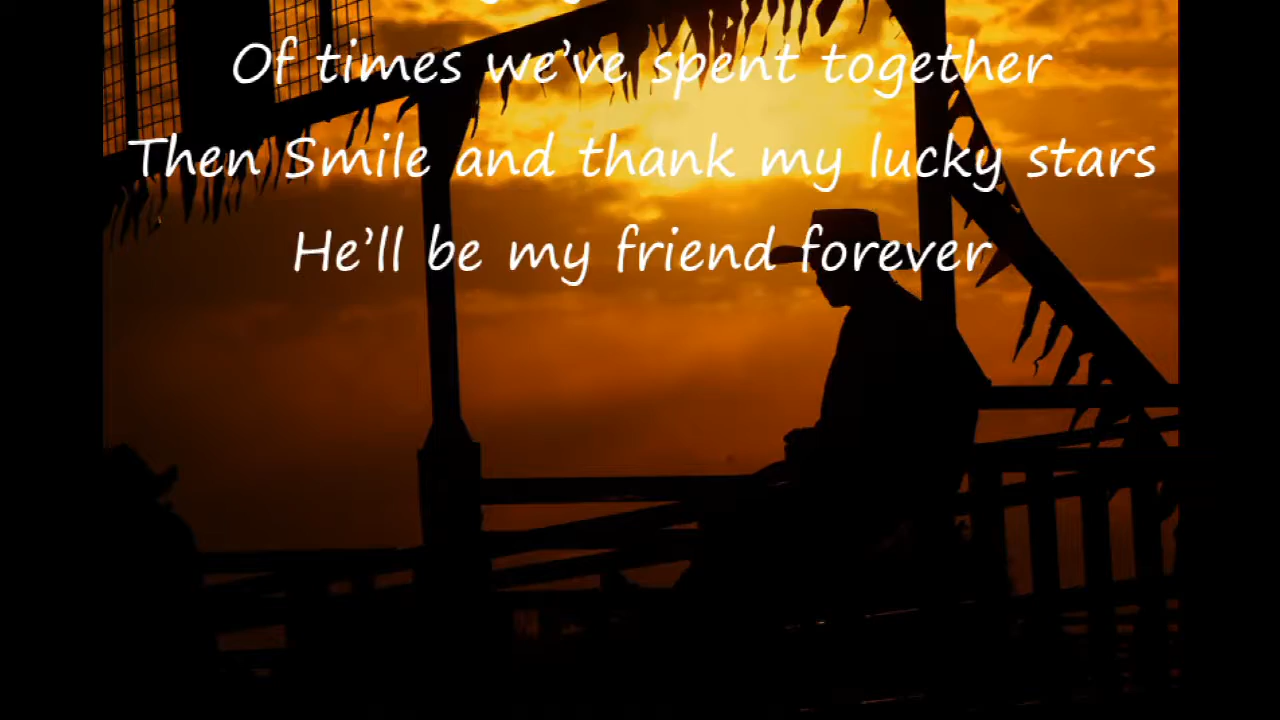 Of times we've spent together
Then Smile and thank my lucky stars
He'll be my friend forever